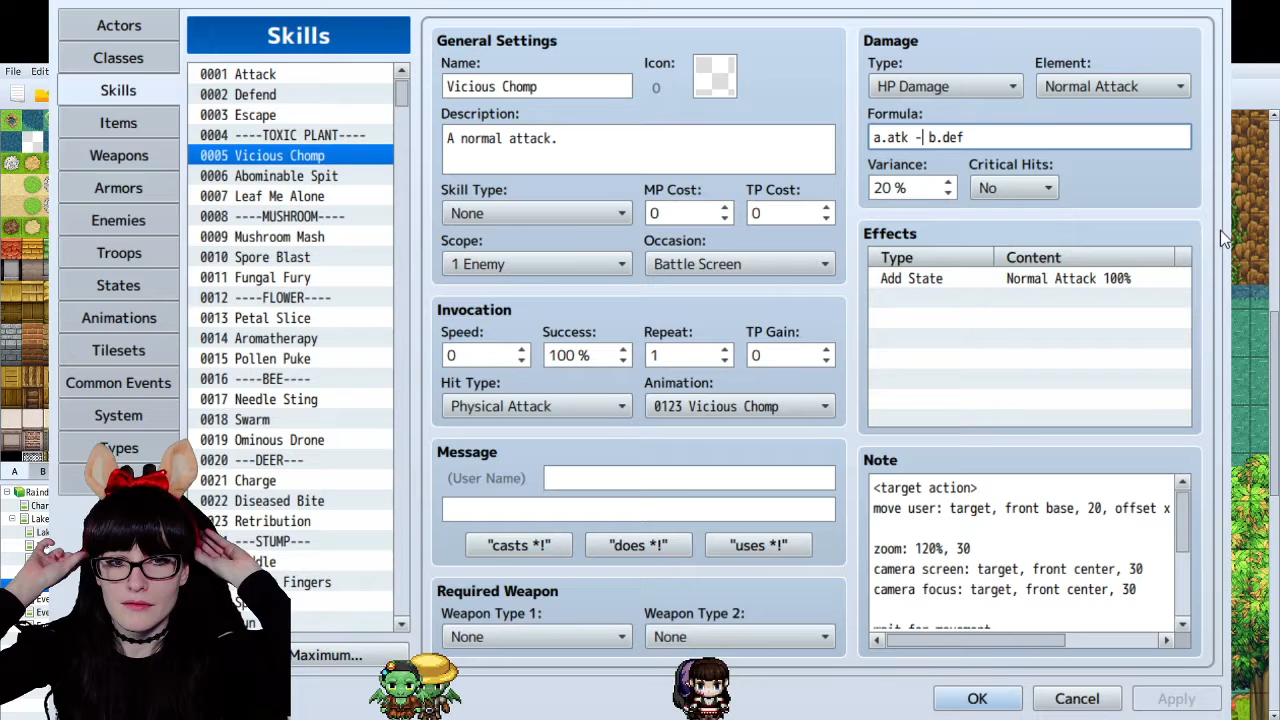 File Edit
Actors
Classes
Skills
Items
Weapons
Armors
Enemies
Troops
States
Animations
Tilesets
Common Events
System
Types
A B
Skills
0001 Attack
0002 Defend
0003 Escape
0004 ----TOXIC PLANT----
0005 Vicious Chomp
0006 Abominable Spit
0007 Leaf Me Alone
0008 ----MUSHROOM----
0009 Mushroom Mash
0010 Spore Blast
0011 Fungal Fury
0012 ----FLOWER----
0013 Petal Slice
0014 Aromatherapy
0015 Pollen Puke
0016 ----BEE----
0017 Needle Sting
0018 Swarm
0019 Ominous Drone
0020 ---DEER---
0021 Charge
0022 Diseased Bite
0023 Retribution
---STUMP---
Fingers
Maximum...
General Settings
Name:
Icon:
Vicious Chomp
0
Description:
A normal attack.
Skill Type:
MP Cost:
TP Cost:
None
0
0
Scope:
Occasion:
1 Enemy
Battle Screen
Invocation
Speed:
Success:
Repeat:
TP Gain:
0
100 %
1
0
Hit Type:
Animation:
Physical Attack
0123 Vicious Chomp
Message
(User Name)
"casts *!"
"does *!"
"uses *!"
Required Weapon
Weapon Type 1:
Weapon Type 2:
None
None
Damage
Type:
Element:
HP Damage
Normal Attack
Formula:
a.atk - b.def
Variance:
Critical Hits:
20 %
No
Effects
Type
Content
Add State
Normal Attack 100%
Note
<target action>
move user: target, front base, 20, offset x
zoom: 120%, 30
camera screen: target, front center, 30
camera focus: target, front center, 30
OK
Cancel
Apply